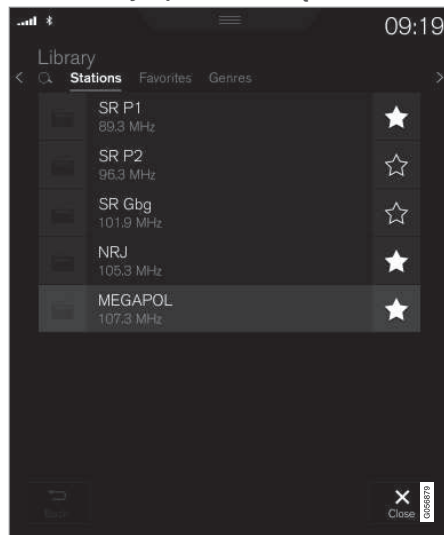 09:19
Library
Stations Favorites Genres
SR P1
89.3 MHz
SR P2
96.3 MHz
SR Gbg
101.9 MHz
NRJ
105.3 MHz
MEGAPOL
107.3 MHz
Back
Close
G056879